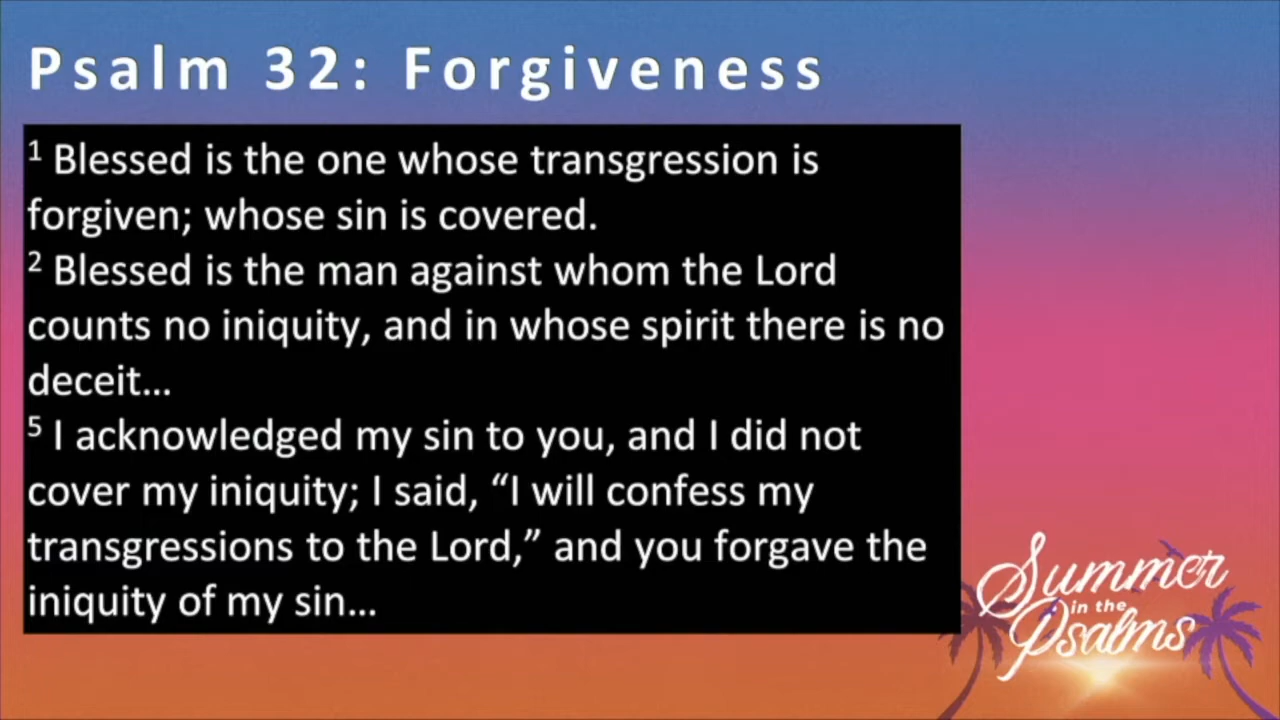 Psalm 32: Forgiveness
1 Blessed is the one whose transgression is
forgiven; whose sin is covered.
2 Blessed is the man against whom the Lord
counts no iniquity, and in whose spirit there is no
deceit…
5 I acknowledged my sin to you, and I did not
cover my iniquity; I said, “I will confess my
transgressions to the Lord,” and you forgave the
iniquity of my sin…
Summer
in the
Psalms